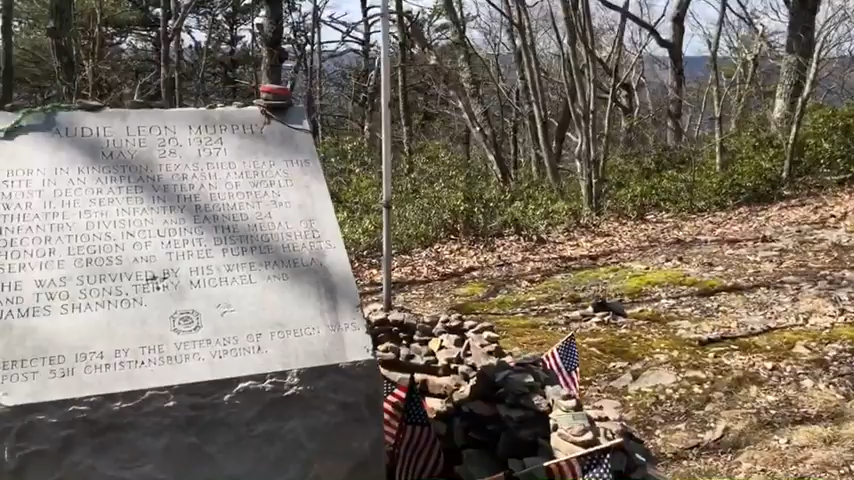 AUDIE LEON MURPHY
JUNE 20, 1924
MAY 28, 1971
BORN IN KINGSTON, TEXAS, DIED NEAR THIS
SITE IN AN AIRPLANE CRASH. AMERICA'S
MOST DECORATED VETERAN OF WORLD
WAR II. HE SERVED IN THE EUROPEAN
THEATRE 15TH INFANTRY REGIMENT 3RD
INFANTRY DIVISION AND EARNED 24
DECORATIONS, INCLUDING THE MEDAL OF
HONOR, LEGION OF MERIT, DISTINGUISHED
SERVICE CROSS AND THREE PURPLE HEARTS.
HE WAS SURVIVED BY HIS WIFE, PAMELA,
AND TWO SONS, TERRY MICHAEL AND
JAMES SHANNON.
ERECTED 1974 BY THE VETERANS OF FOREIGN WARS
POST 5311 CHRISTIANSBURG, VIRGINIA.